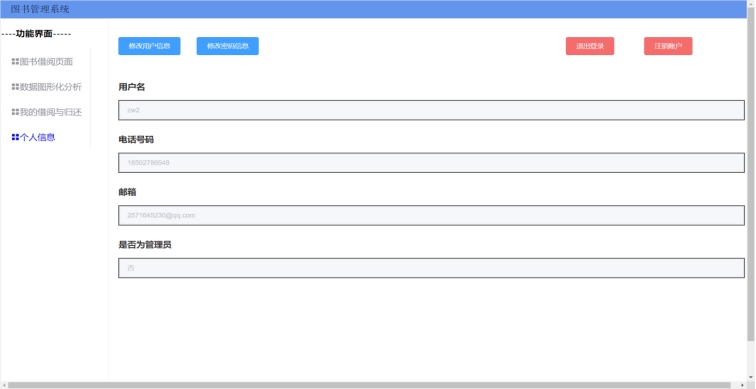 图书管理系统
----功能界面-----
图书借阅页面
数据图形化分析
我的借阅与归还
个人信息
修改用户信息
修改密码信息
退出登录
注销账户
用户名
cw2
电话号码
16502786548
邮箱
2571645230@qq.com
是否为管理员
否